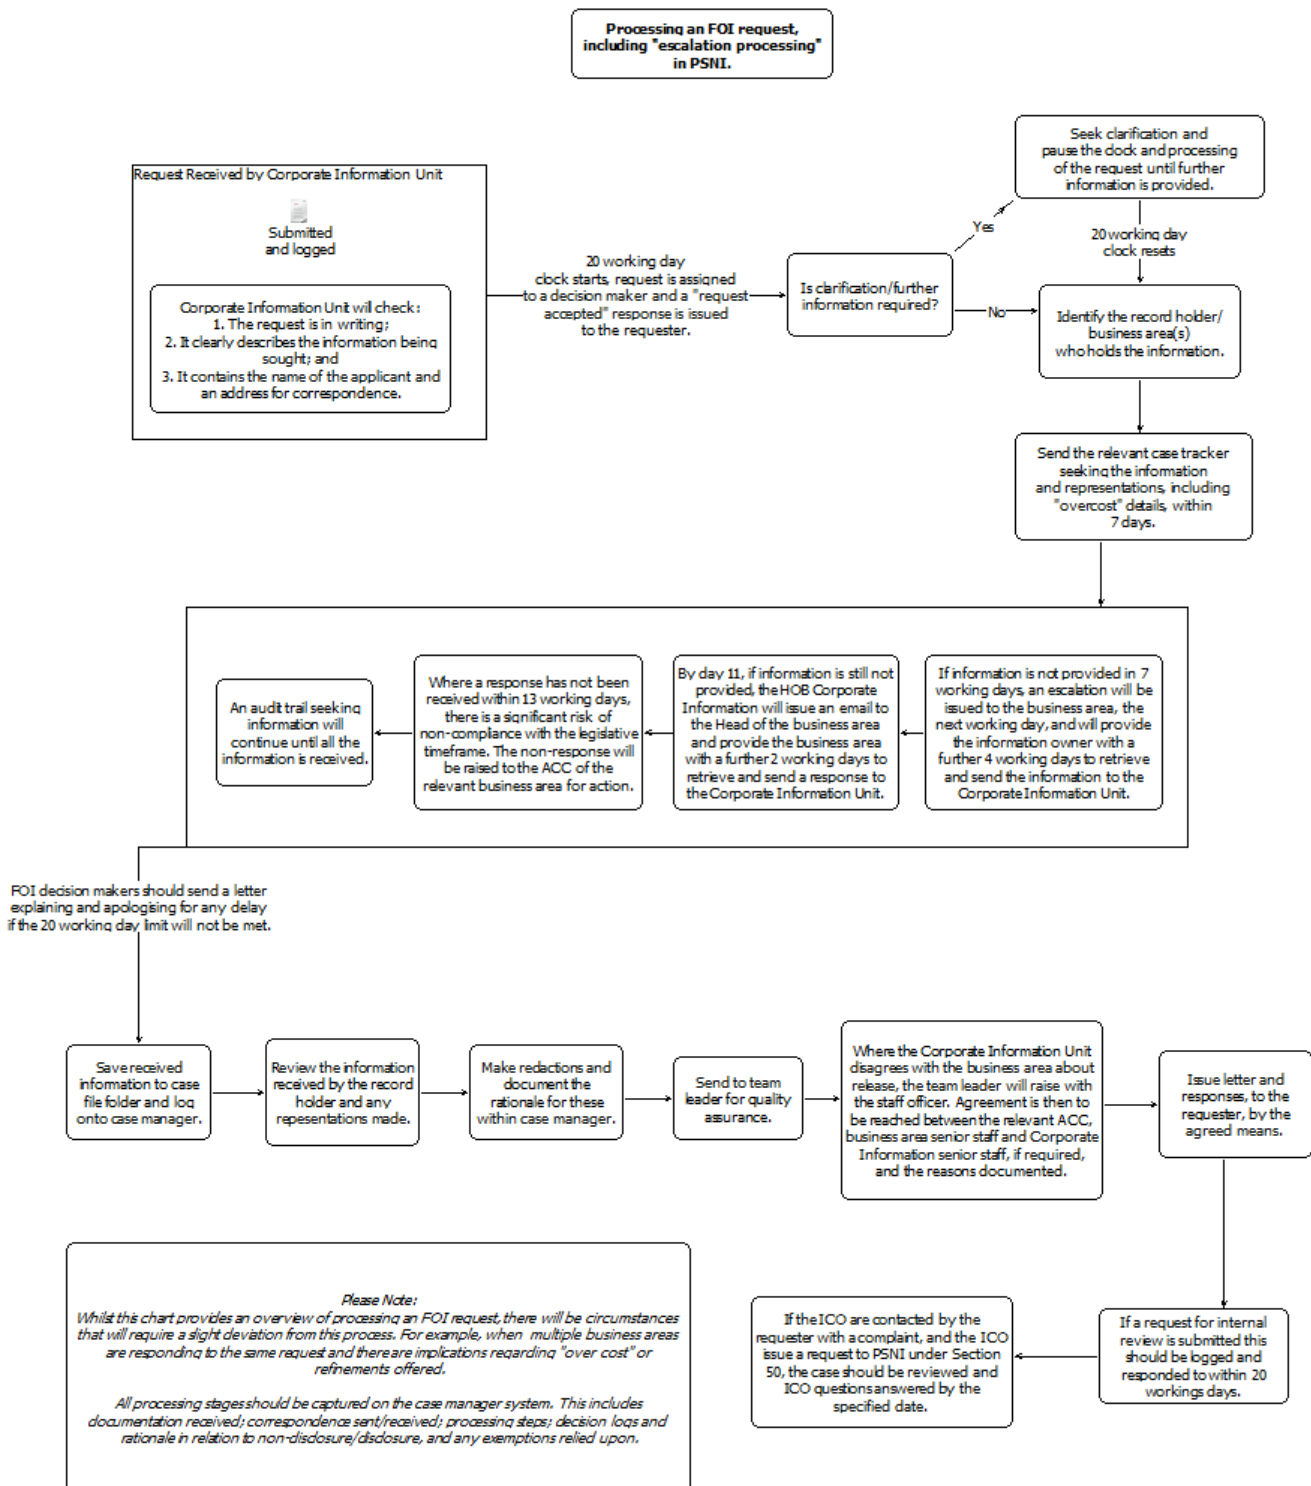 Processing an FOI request,
including "escalation processing"
in PSNI.
Request Received by Corporate Information Unit
Submitted
and logged
Corporate Information Unit will check:
1. The request is in writing;
2. It clearly describes the information being
sought; and
3. It contains the name of the applicant and
an address for correspondence.
20 working day
clock starts, request is assigned
to a decision maker and a "request
accepted" response is issued
to the requester.
Is clarification/further
information required?
Yes
No
Seek clarification and
pause the clock and processing
of the request until further
information is provided.
20 working day
clock resets
Identify the record holder/
business area(s)
who holds the information.
Send the relevant case tracker
seeking the information
and representations, including
"overcost" details, within
7 days.
If information is not provided in 7
working days, an escalation will be
issued to the business area, the
next working day, and will provide
the information owner with a
further 4 working days to retrieve
and send the information to the
Corporate Information Unit.
By day 11, if information is still not
provided, the HOB Corporate
Information will issue an email to
the Head of the business area
and provide the business area
with a further 2 working days to
retrieve and send a response to
the Corporate Information Unit.
Where a response has not been
received within 13 working days,
there is a significant risk of
non-compliance with the legislative
timeframe. The non-response will
be raised to the ACC of the
relevant business area for action.
An audit trail seeking
information will
continue until all the
information is received.
FOI decision makers should send a letter
explaining and apologising for any delay
if the 20 working day limit will not be met.
Save received
information to case
file folder and log
onto case manager.
Review the information
received by the record
holder and any
repesentations made.
Make redactions and
document the
rationale for these
within case manager.
Send to team
leader for quality
assurance.
Where the Corporate Information Unit
disagrees with the business area about
release, the team leader will raise with
the staff officer. Agreement is then to
be reached between the relevant ACC,
business area senior staff and Corporate
Information senior staff, if required,
and the reasons documented.
Issue letter and
responses, to the
requester, by the
agreed means.
If a request for internal
review is submitted this
should be logged and
responded to within 20
workings days.
If the ICO are contacted by the
requester with a complaint, and the ICO
issue a request to PSNI under Section
50, the case should be reviewed and
ICO questions answered by the
specified date.
Please Note:
Whilst this chart provides an overview of processing an FOI request, there will be circumstances
that will require a slight deviation from this process. For example, when multiple business areas
are responding to the same request and there are implications regarding "over cost" or
refinements offered.
All processing stages should be captured on the case manager system. This includes
documentation received; correspondence sent/received; processing steps; decision logs and
rationale in relation to non-disclosure/disclosure, and any exemptions relied upon.